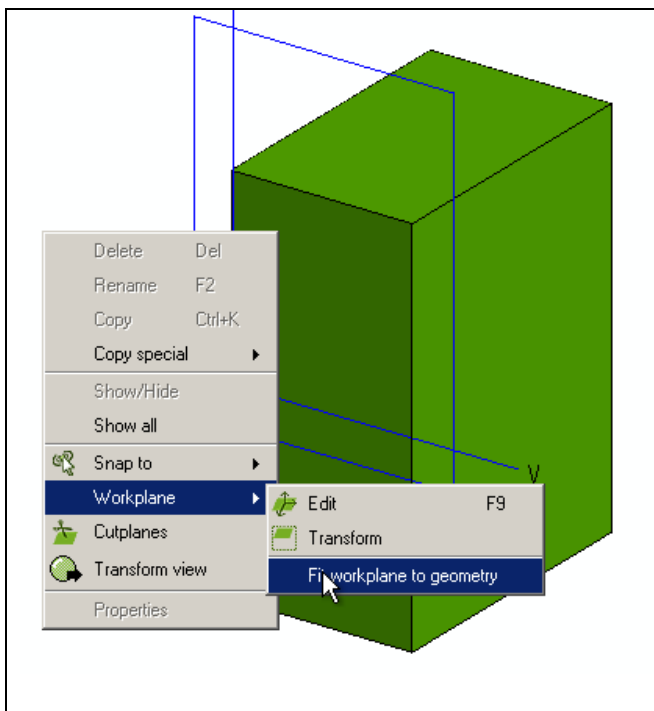 Delete Del
Rename F2
Copy Ctrl+K
Copy special
Show/Hide
Show all
Snap to
V
Workplane
Edit F9
Cutplanes
Transform
Transform view
Fit workplane to geometry
Properties